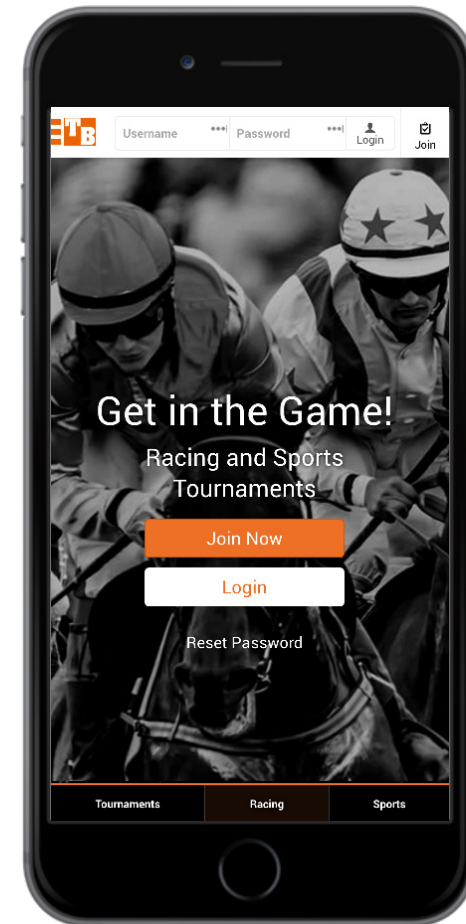 TB
Username
Password
Login
Join
Get in the Game!
Racing and Sports
Tournaments
Join Now
Login
Reset Password
Tournaments
Racing
Sports